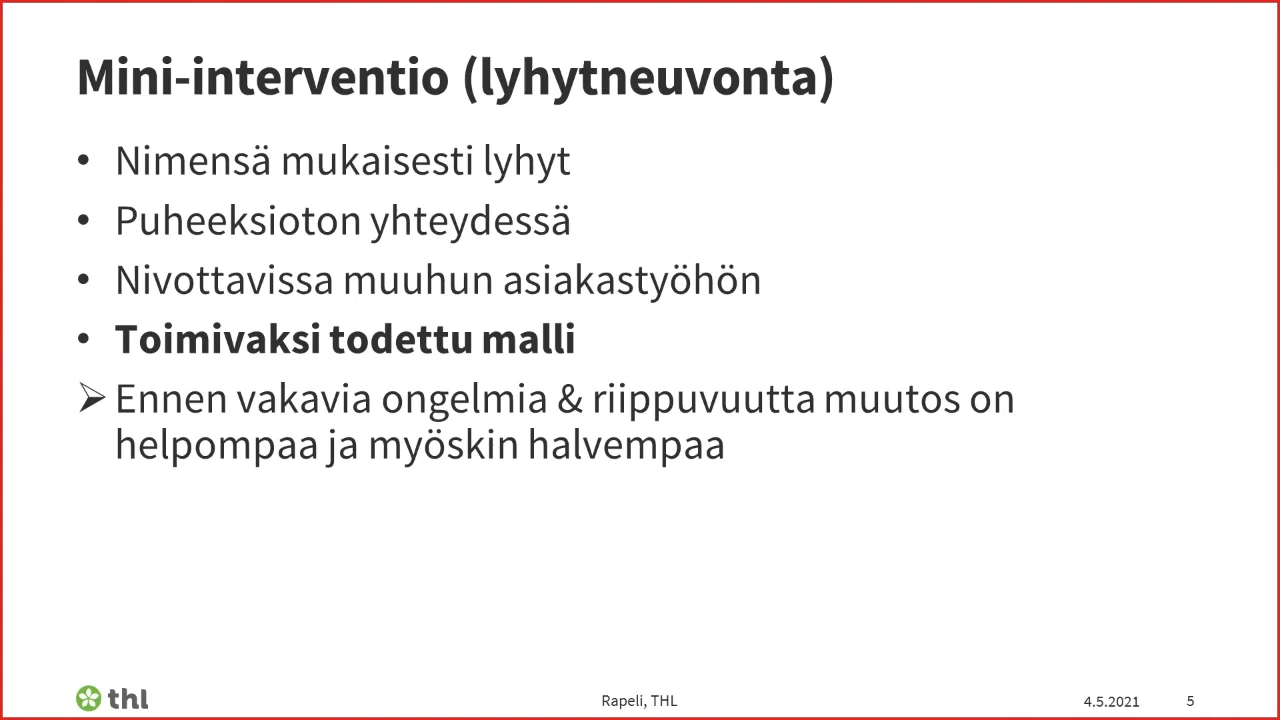 Mini-interventio (lyhytneuvonta)
• Nimensä mukaisesti lyhyt
• Puheeksioton yhteydessä
• Nivottavissa muuhun asiakastyöhön
• Toimivaksi todettu malli
➢ Ennen vakavia ongelmia & riippuvuutta muutos on
helpompaa ja myöskin halvempaa
thl
Rapeli, THL
4.5.2021
5